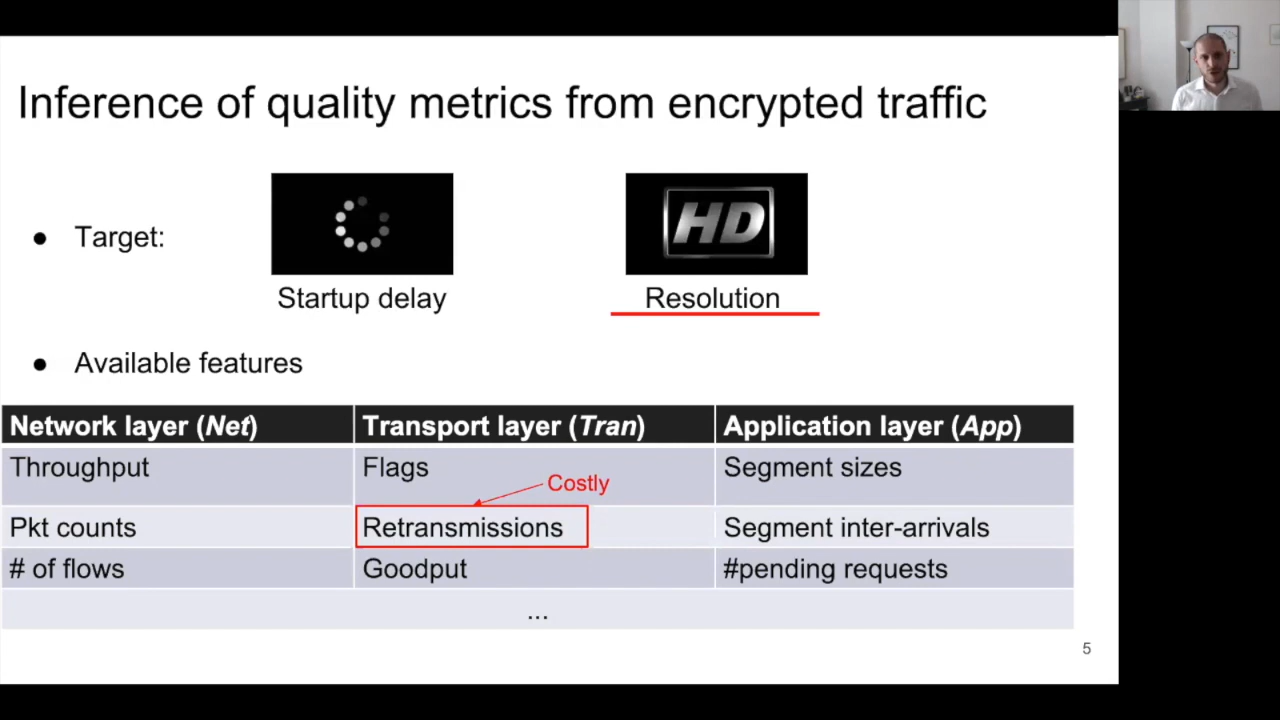 Inference of quality metrics from encrypted traffic
● Target:
HD
Startup delay
Resolution
● Available features
Network layer (Net) Transport layer (Tran) Application layer (App)
Throughput Flags Segment sizes
Costly
Pkt counts Retransmissions Segment inter-arrivals
# of flows Goodput #pending requests
...
5